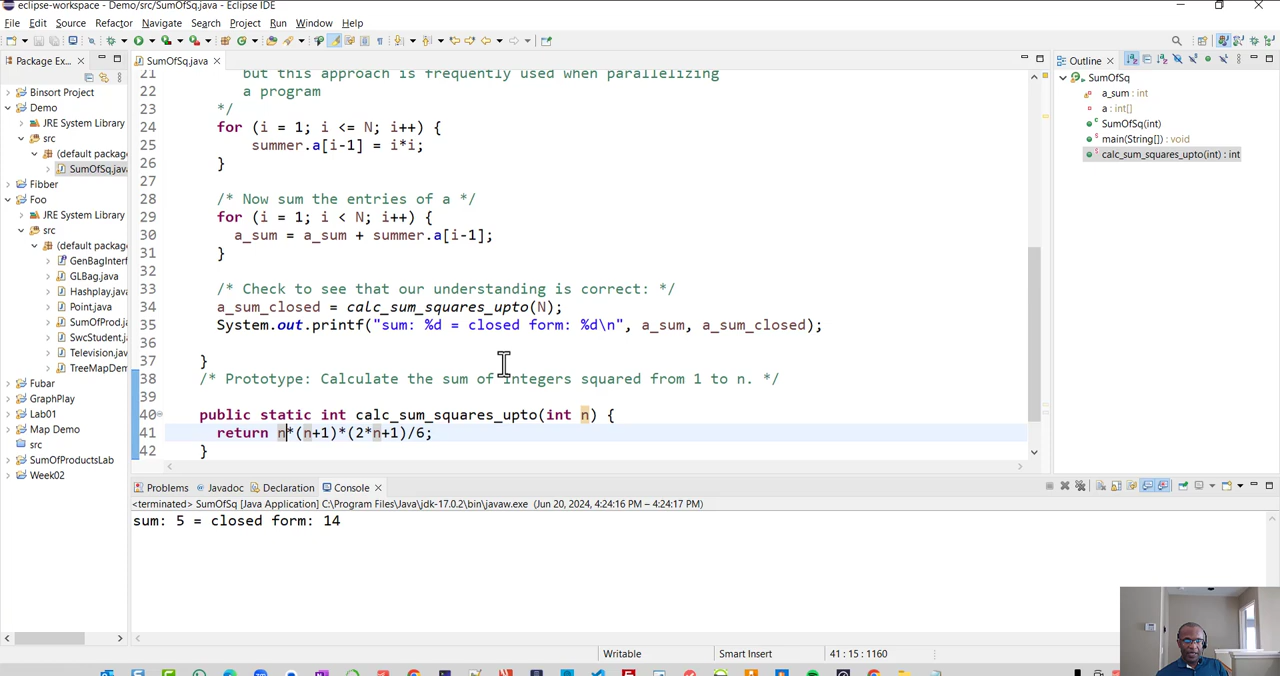 eclipse-workspace - Demo/src/SumOfSq.java - Eclipse IDE
File Edit Source Refactor Navigate Search Project Run Window Help
Package Ex...
SumOfSq.java
Outline
Binsort Project
Demo
JRE System Library
src
(default package
SumOfSq.java
Fibber
Foo
JRE System Library
src
(default package
GenBagInterf
GLBag.java
Hashplay.java
Point.java
SumOfProd.j
SwcStudent.j
Television.jav
TreeMapDem
Fubar
GraphPlay
Lab01
Map Demo
src
SumOfProductsLab
Week02
21 but this approach is frequently used when parallelizing
22 a program
23 */
24 for (i = 1; i <= N; i++) {
25 summer.a[i-1] = i*i;
26 }
27
28 /* Now sum the entries of a */
29 for (i = 1; i < N; i++) {
30 a_sum = a_sum + summer.a[i-1];
31 }
32
33 /* Check to see that our understanding is correct: */
34 a_sum_closed = calc_sum_squares_upto(N);
35 System.out.printf("sum: %d = closed form: %d\n", a_sum, a_sum_closed);
36
37 }
38 /* Prototype: Calculate the sum of integers squared from 1 to n. */
39
40 public static int calc_sum_squares_upto(int n) {
41 return n*(n+1)*(2*n+1)/6;
42 }
SumOfSq
a_sum : int
a : int[]
SumOfSq(int)
main(String[]) : void
calc_sum_squares_upto(int) : int
Problems Javadoc Declaration Console
<terminated> SumOfSq [Java Application] C:\Program Files\Java\jdk-17.0.2\bin\javaw.exe (Jun 20, 2024, 4:24:16 PM – 4:24:17 PM)
sum: 5 = closed form: 14
Writable Smart Insert 41 : 15 : 1160